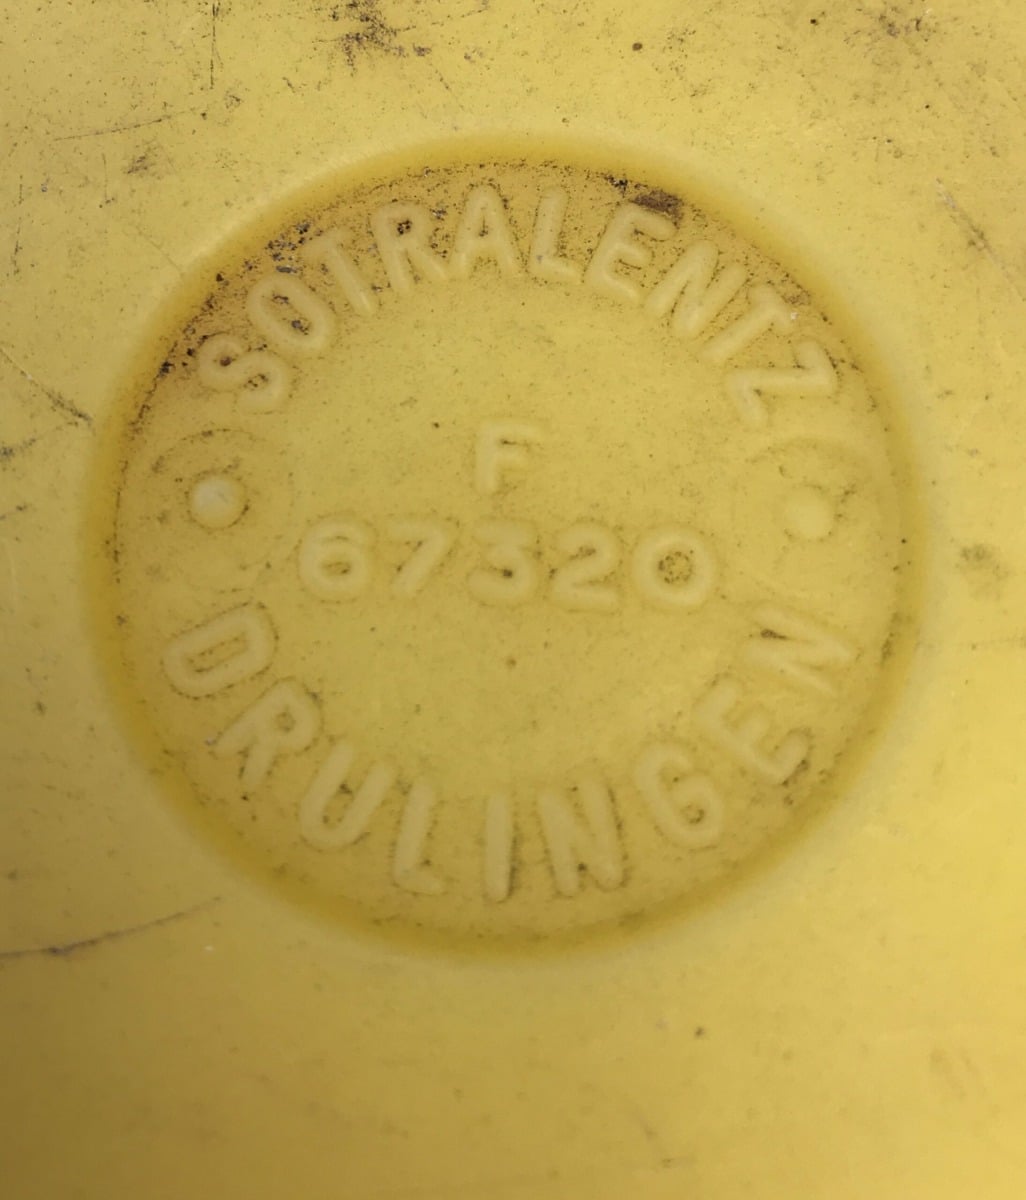 SOTRALENTZ
F
67320
DRULINGEN